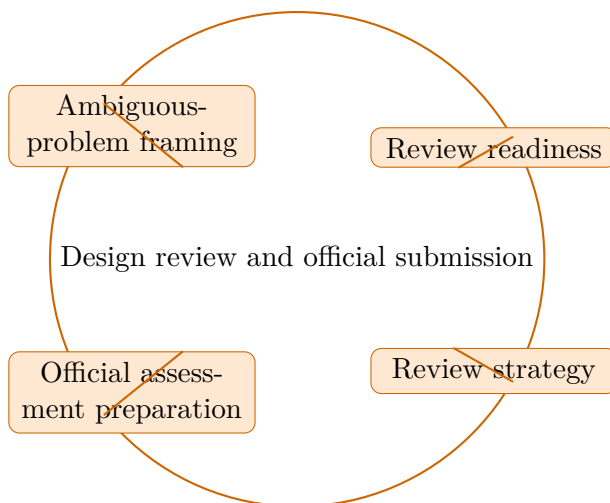 Ambiguous-
problem framing
Review readiness
Design review and official submission
Official assess-
ment preparation
Review strategy